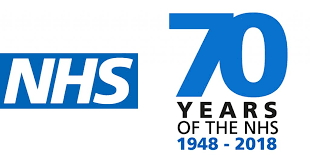 NHS
70
YEARS
OF THE NHS
1948 - 2018